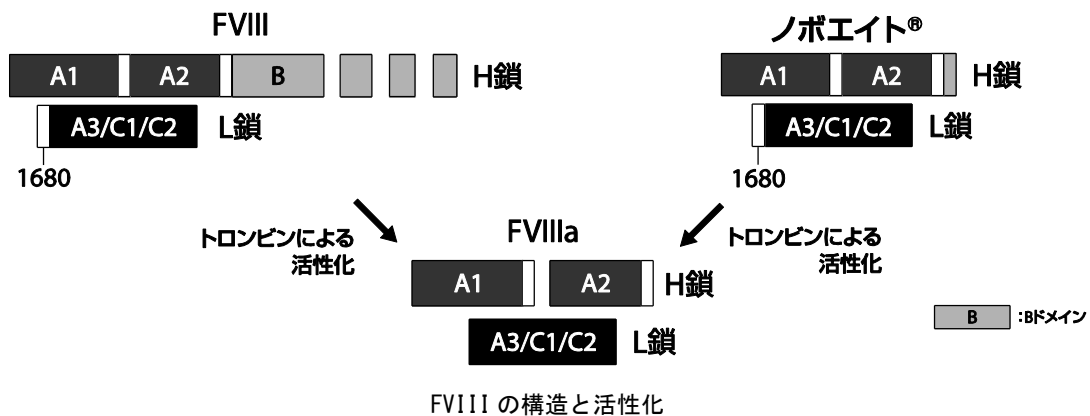 FVIII
A1 A2 B H鎖
A3/C1/C2 L鎖
1680
ノボエイト®
A1 A2 H鎖
A3/C1/C2 L鎖
1680
トロンビンによる
活性化
トロンビンによる
活性化
FVIIIa
A1 A2 H鎖
A3/C1/C2 L鎖
B :Bドメイン
FVIII の構造と活性化